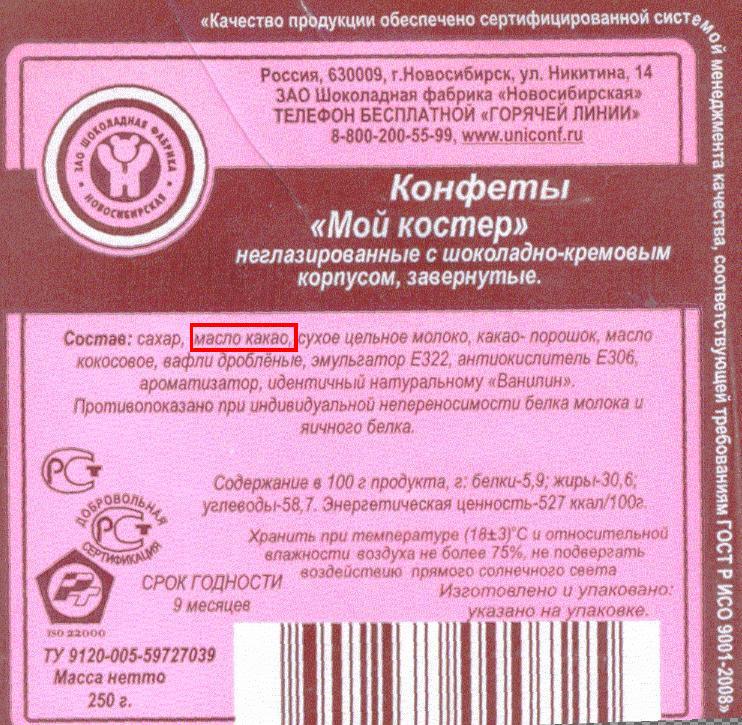 «Качество продукции обеспечено сертифицированной системой менеджмента качества, соответствующей требованиям ГОСТ Р ИСО 9001-2008»
Россия, 630009, г.Новосибирск, ул. Никитина, 14
ЗАО Шоколадная фабрика «Новосибирская»
ТЕЛЕФОН БЕСПЛАТНОЙ «ГОРЯЧЕЙ ЛИНИИ»
8-800-200-55-99, www.uniconf.ru
ЗАО ШОКОЛАДНАЯ ФАБРИКА
НОВОСИБИРСКАЯ
Конфеты
«Мой костер»
неглазированные с шоколадно-кремовым
корпусом, завернутые.
Состав: сахар, масло какао, сухое цельное молоко, какао- порошок, масло
кокосовое, вафли дроблёные, эмульгатор Е322, антиокислитель Е306,
ароматизатор, идентичный натуральному «Ванилин».
Противопоказано при индивидуальной непереносимости белка молока и
яичного белка.
Содержание в 100 г продукта, г: белки-5,9; жиры-30,6;
углеводы-58,7. Энергетическая ценность-527 ккал/100г.
Хранить при температуре (18±3)°С и относительной
влажности воздуха не более 75%, не подвергать
воздействию прямого солнечного света
РСТ
ДОБРОВОЛЬНАЯ
РСТ
СЕРТИФИКАЦИЯ
ISO 22000
СРОК ГОДНОСТИ
9 месяцев
Изготовлено и упаковано:
указано на упаковке.
ТУ 9120-005-59727039
Масса нетто
250 г.